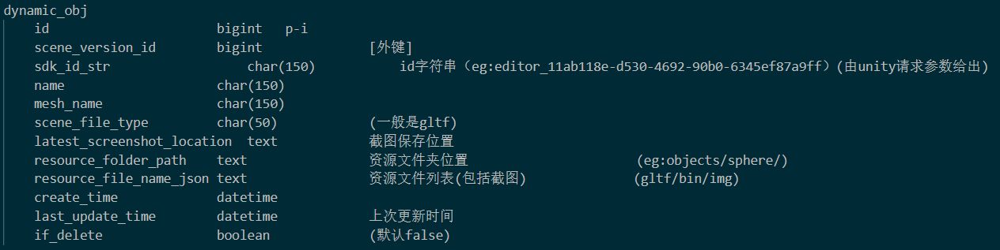 dynamic_obj
id bigint p-i
scene_version_id bigint [外键]
sdk_id_str char(150) id字符串（eg:editor_11ab118e-d530-4692-90b0-6345ef87a9ff）(由unity请求参数给出)
name char(150)
mesh_name char(150)
scene_file_type char(50) (一般是gltf)
latest_screenshot_location text 截图保存位置
resource_folder_path text 资源文件夹位置 (eg:objects/sphere/)
resource_file_name_json text 资源文件列表(包括截图) (gltf/bin/img)
create_time datetime
last_update_time datetime 上次更新时间
if_delete boolean (默认false)